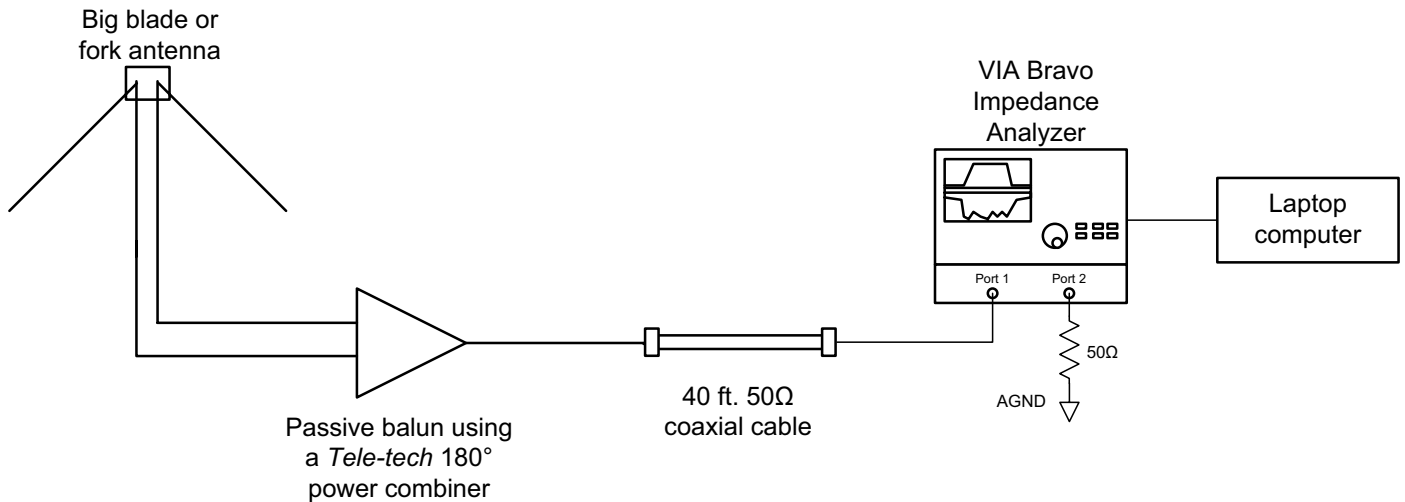 Big blade or
fork antenna
VIA Bravo
Impedance
Analyzer
Laptop
computer
Port 1
Port 2
50Ω
AGND
40 ft. 50Ω
coaxial cable
Passive balun using
a Tele-tech 180°
power combiner